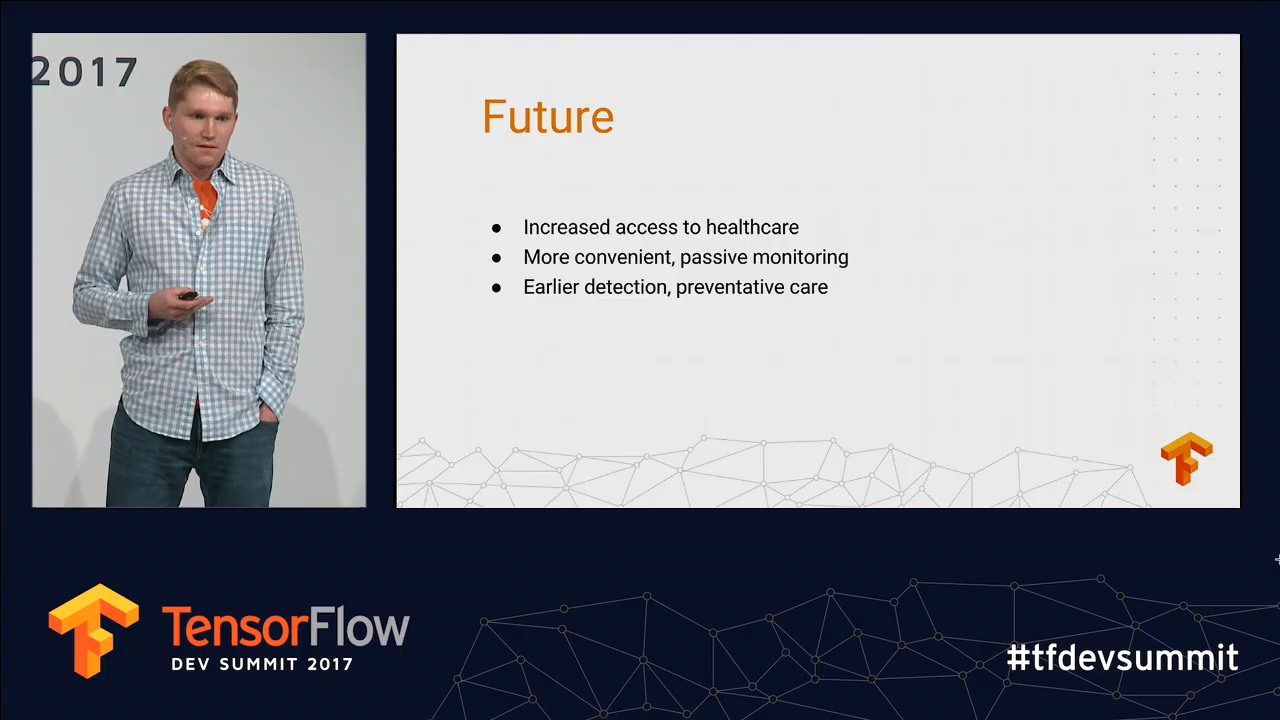 2017
Future
● Increased access to healthcare
● More convenient, passive monitoring
● Earlier detection, preventative care
TensorFlow
DEV SUMMIT 2017
#tfdevsummit